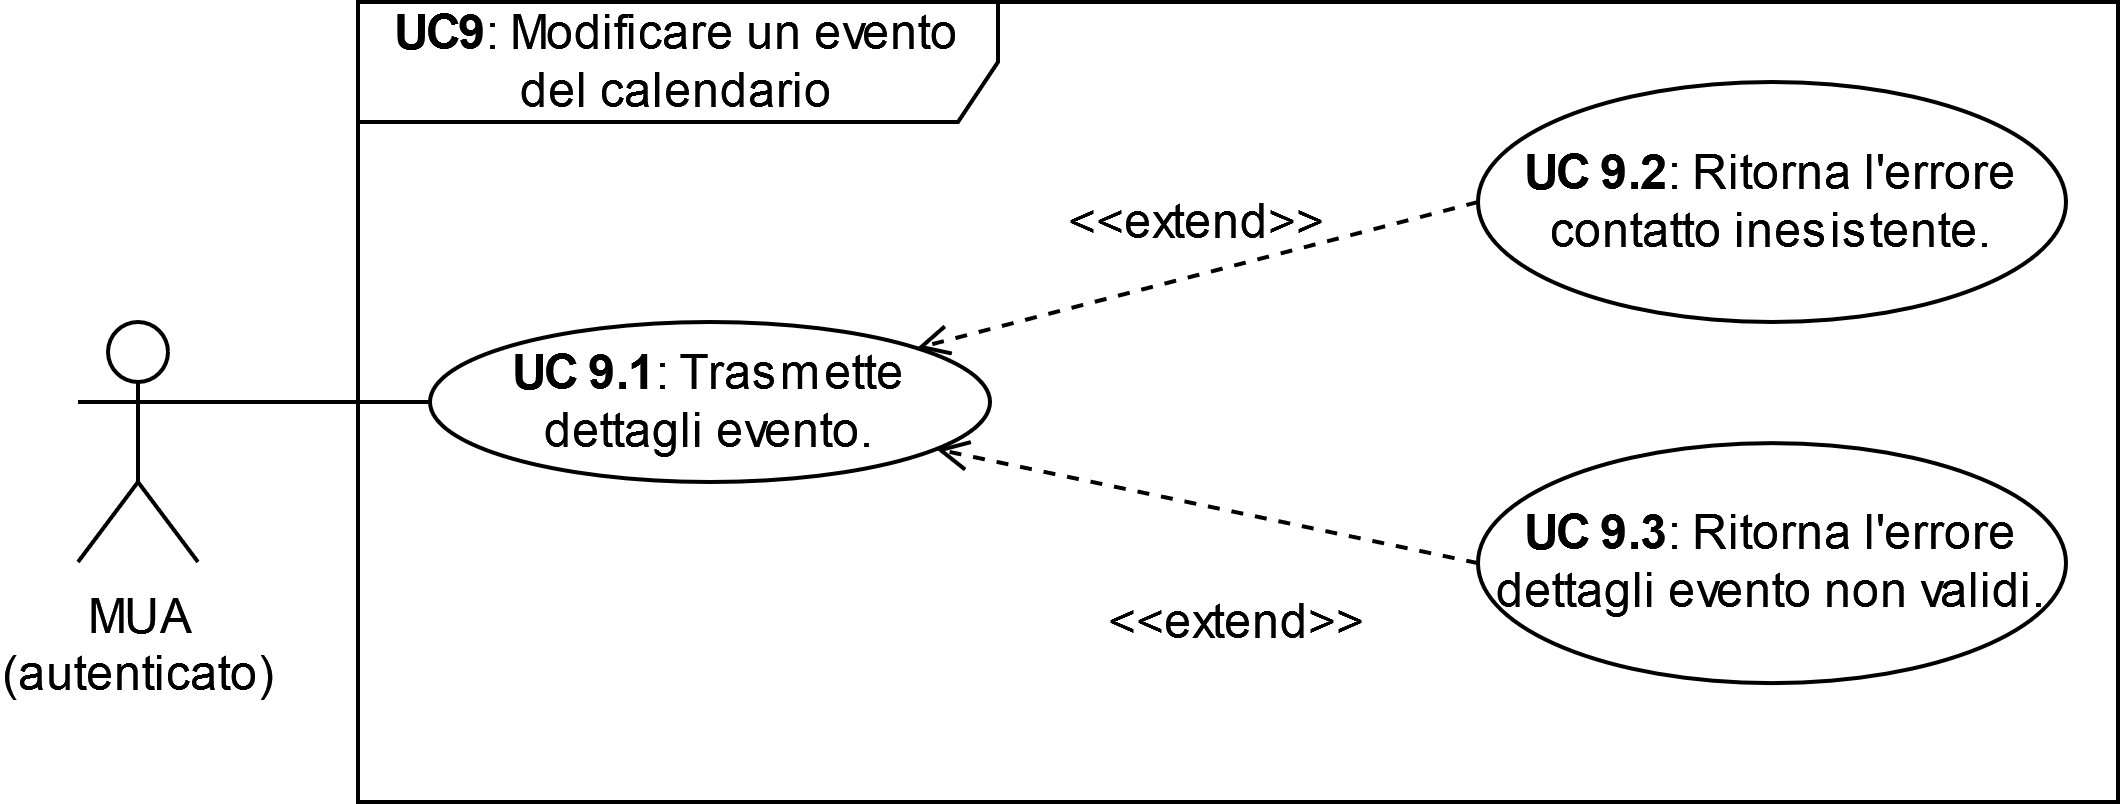 UC9: Modificare un evento
del calendario
UC 9.2: Ritorna l'errore
contatto inesistente.
<<extend>>
UC 9.1: Trasmette
dettagli evento.
UC 9.3: Ritorna l'errore
dettagli evento non validi.
<<extend>>
MUA
(autenticato)